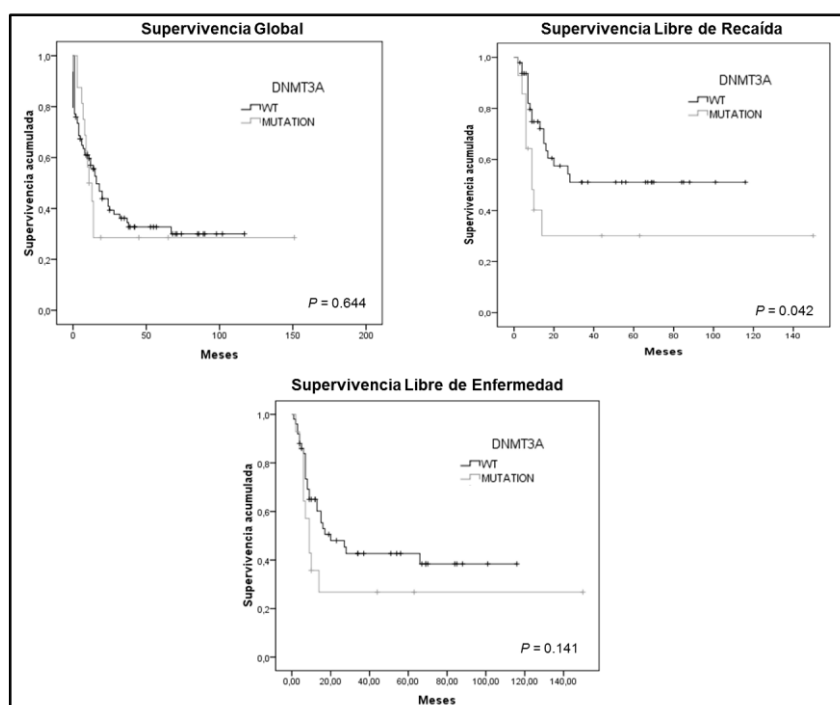 Supervivencia Global
Supervivencia acumulada
1,0
0,8
0,6
0,4
0,2
0,0
DNMT3A
WT
MUTATION
P = 0.644
0
50
100
150
200
Meses
Supervivencia Libre de Recaída
Supervivencia acumulada
1,0
0,8
0,6
0,4
0,2
0,0
DNMT3A
WT
MUTATION
P = 0.042
0
20
40
60
80
100
120
140
Meses
Supervivencia Libre de Enfermedad
Supervivencia acumulada
1,0
0,8
0,6
0,4
0,2
0,0
DNMT3A
WT
MUTATION
P = 0.141
0,00
20,00
40,00
60,00
80,00
100,00
120,00
140,00
Meses